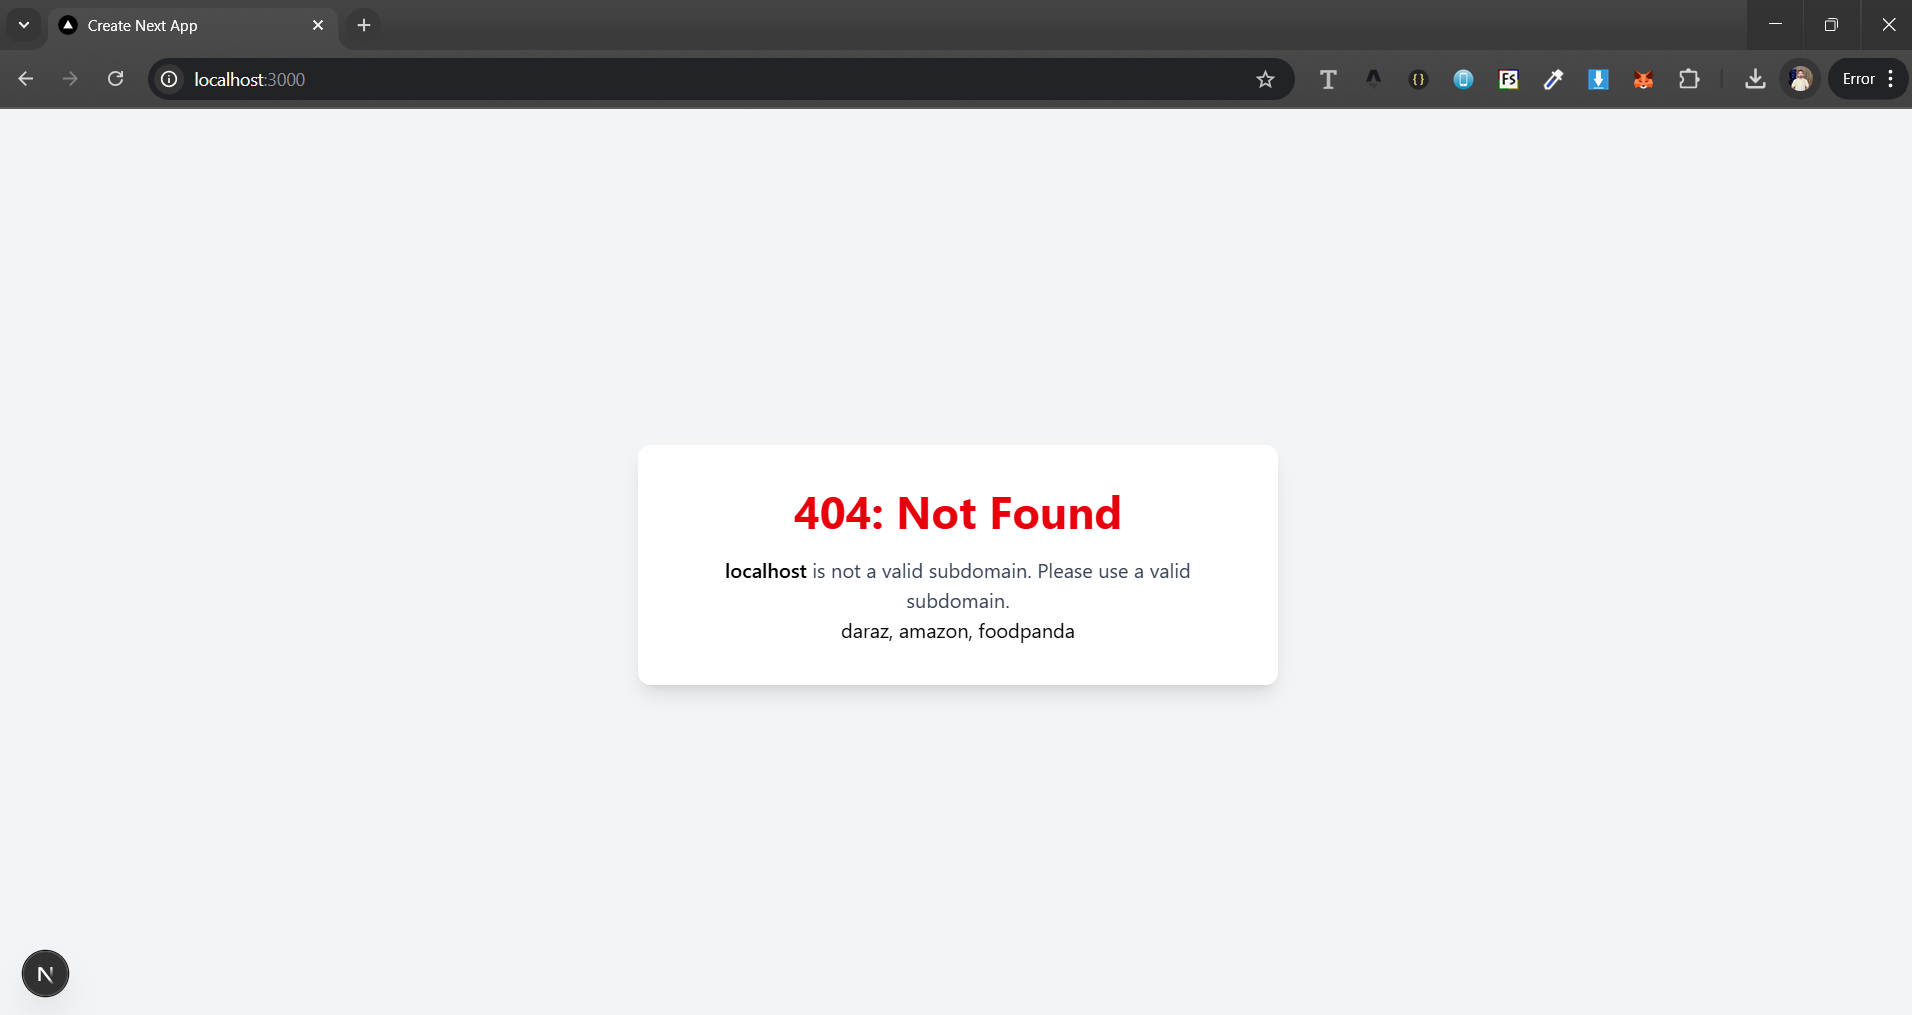 Create Next App
localhost:3000
Error
404: Not Found
localhost is not a valid subdomain. Please use a valid
subdomain.
daraz, amazon, foodpanda
N